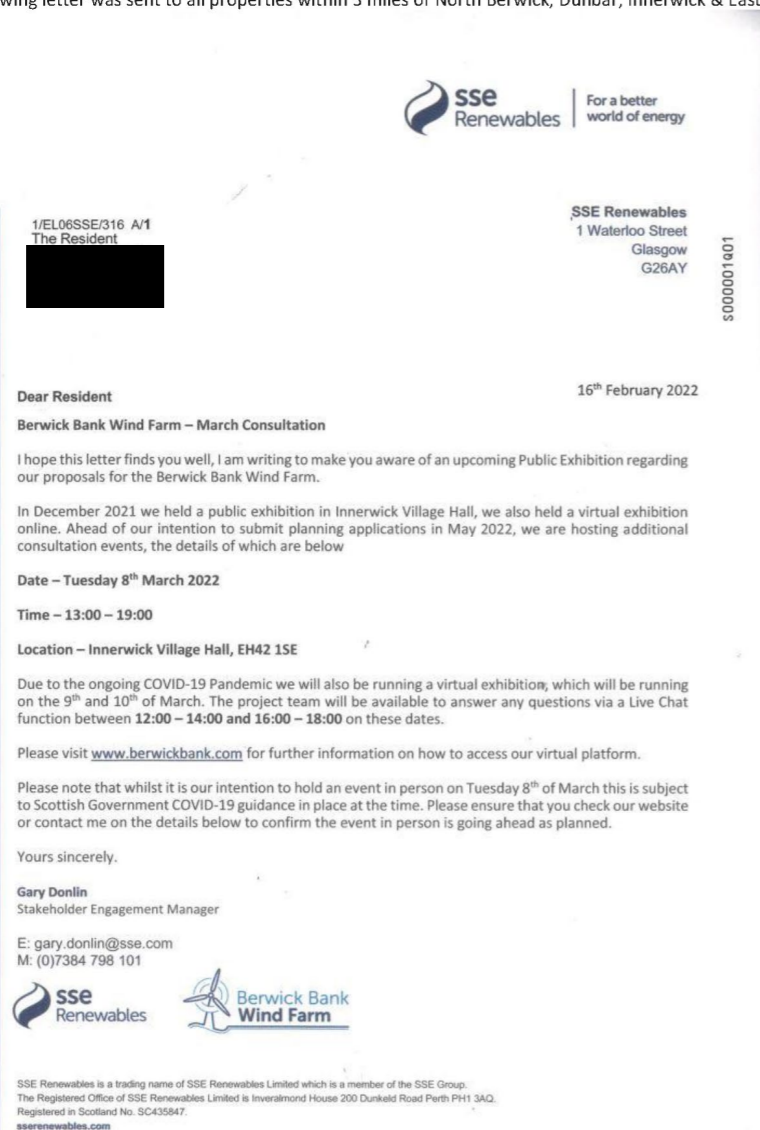 wing letter was sent to all properties within 3 miles of North Berwick, Dunbar, Innerwick & East
sse
Renewables
For a better
world of energy
1/EL06SSE/316 A/1
The Resident
SSE Renewables
1 Waterloo Street
Glasgow
G26AY
S000001Q01
16th February 2022
Dear Resident
Berwick Bank Wind Farm – March Consultation
I hope this letter finds you well, I am writing to make you aware of an upcoming Public Exhibition regarding
our proposals for the Berwick Bank Wind Farm.
In December 2021 we held a public exhibition in Innerwick Village Hall, we also held a virtual exhibition
online. Ahead of our intention to submit planning applications in May 2022, we are hosting additional
consultation events, the details of which are below
Date – Tuesday 8th March 2022
Time – 13:00 – 19:00
Location – Innerwick Village Hall, EH42 1SE
Due to the ongoing COVID-19 Pandemic we will also be running a virtual exhibition, which will be running
on the 9th and 10th of March. The project team will be available to answer any questions via a Live Chat
function between 12:00 – 14:00 and 16:00 – 18:00 on these dates.
Please visit www.berwickbank.com for further information on how to access our virtual platform.
Please note that whilst it is our intention to hold an event in person on Tuesday 8th of March this is subject
to Scottish Government COVID-19 guidance in place at the time. Please ensure that you check our website
or contact me on the details below to confirm the event in person is going ahead as planned.
Yours sincerely.
Gary Donlin
Stakeholder Engagement Manager
E: gary.donlin@sse.com
M: (0)7384 798 101
sse
Renewables
Berwick Bank
Wind Farm
SSE Renewables is a trading name of SSE Renewables Limited which is a member of the SSE Group.
The Registered Office of SSE Renewables Limited is Inveralmond House 200 Dunkeld Road Perth PH1 3AQ.
Registered in Scotland No. SC435847.
sserenewables.com